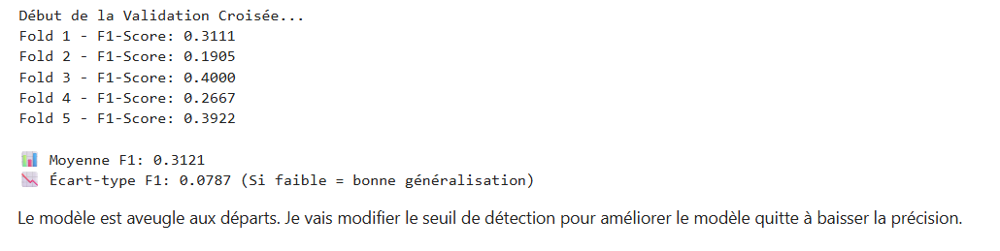 Début de la Validation Croisée...
Fold 1 - F1-Score: 0.3111
Fold 2 - F1-Score: 0.1905
Fold 3 - F1-Score: 0.4000
Fold 4 - F1-Score: 0.2667
Fold 5 - F1-Score: 0.3922
📊 Moyenne F1: 0.3121
📉 Écart-type F1: 0.0787 (Si faible = bonne généralisation)
Le modèle est aveugle aux départs. Je vais modifier le seuil de détection pour améliorer le modèle quitte à baisser la précision.